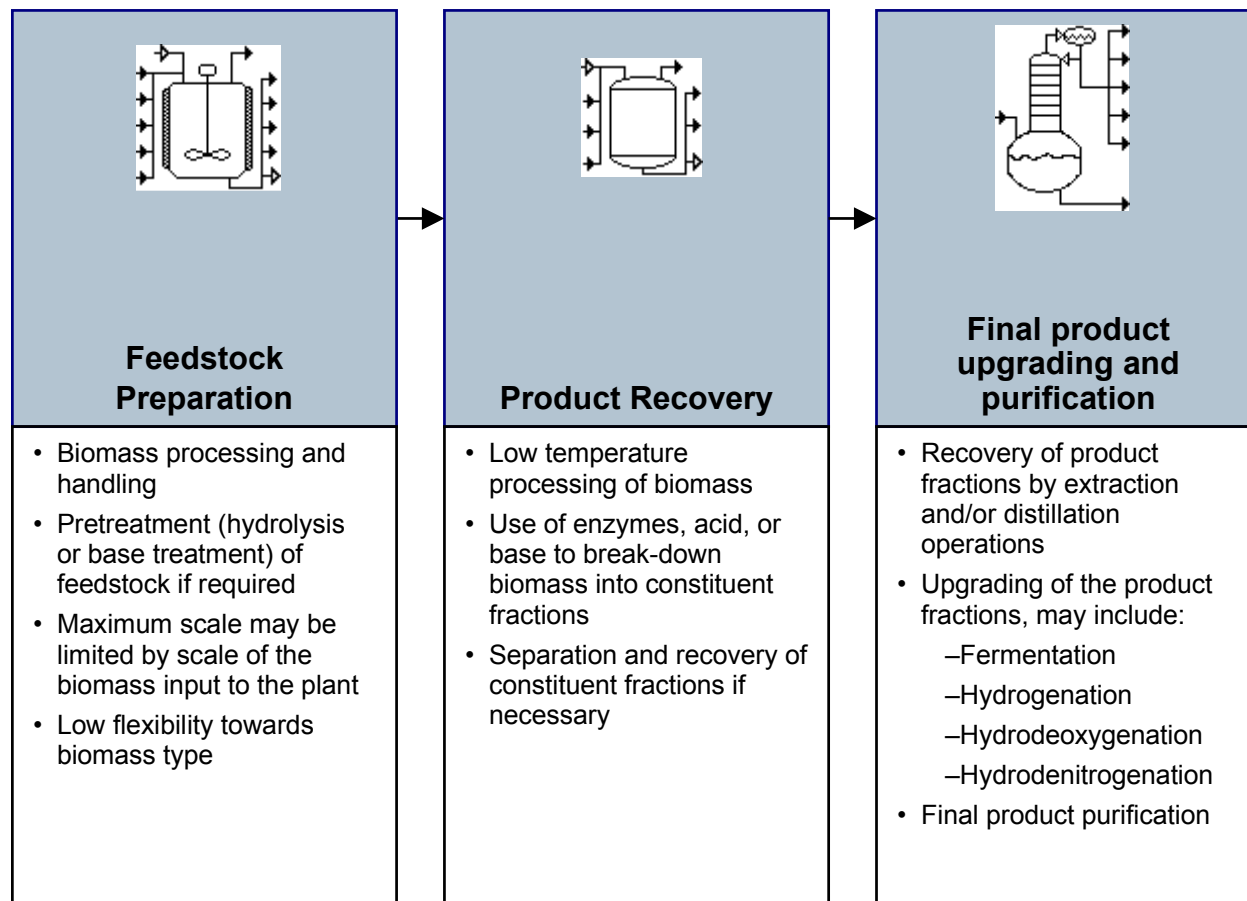 Feedstock
Preparation
• Biomass processing and
handling
• Pretreatment (hydrolysis
or base treatment) of
feedstock if required
• Maximum scale may be
limited by scale of the
biomass input to the plant
• Low flexibility towards
biomass type
Product Recovery
• Low temperature
processing of biomass
• Use of enzymes, acid, or
base to break-down
biomass into constituent
fractions
• Separation and recovery of
constituent fractions if
necessary
Final product
upgrading and
purification
• Recovery of product
fractions by extraction
and/or distillation
operations
• Upgrading of the product
fractions, may include:
–Fermentation
–Hydrogenation
–Hydrodeoxygenation
–Hydrodenitrogenation
• Final product purification